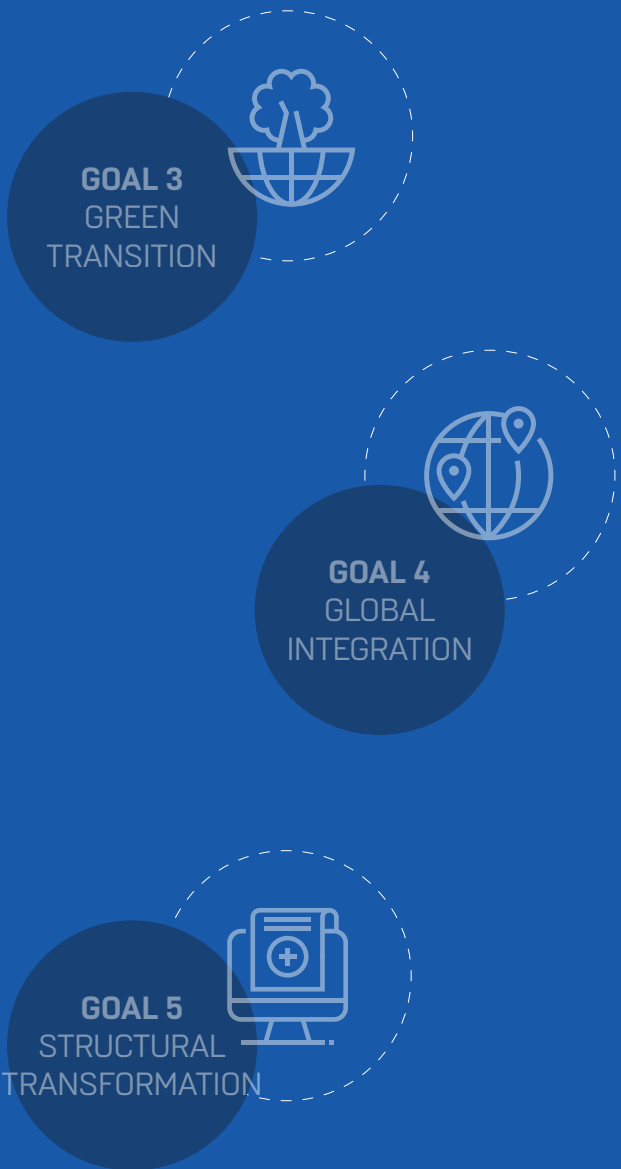 GOAL 3
GREEN
TRANSITION
GOAL 4
GLOBAL
INTEGRATION
GOAL 5
STRUCTURAL
TRANSFORMATION